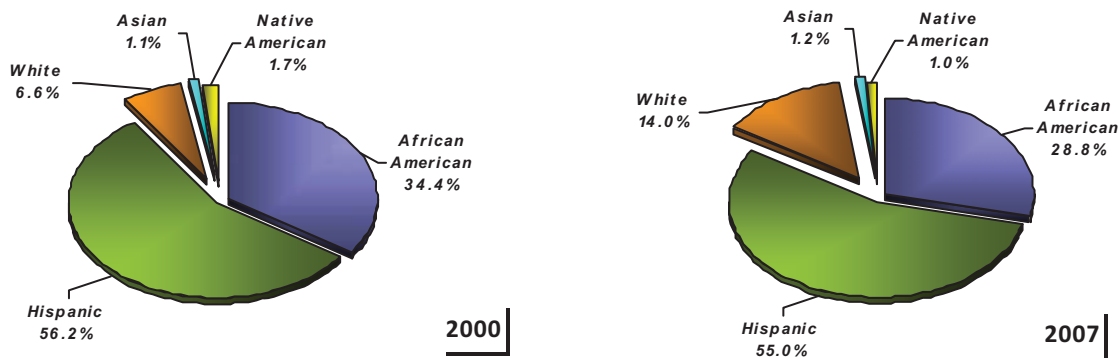 Asian
1.1%
Native
American
1.7%
White
6.6%
African
American
34.4%
Hispanic
56.2%
2000
Asian
1.2%
Native
American
1.0%
White
14.0%
African
American
28.8%
Hispanic
55.0%
2007